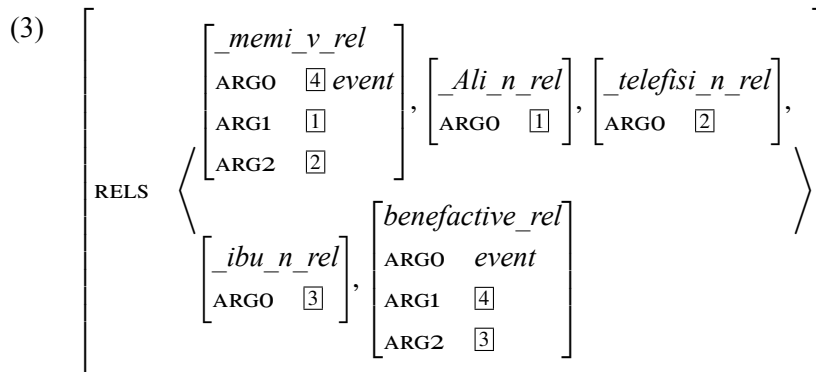 (3)
_memi_v_rel
ARG0 4 event
ARG1 1
ARG2 2
,
_Ali_n_rel
ARG0 1
,
_telefisi_n_rel
ARG0 2
,
RELS ⟨ ⟩
_ibu_n_rel
ARG0 3
,
benefactive_rel
ARG0 event
ARG1 4
ARG2 3